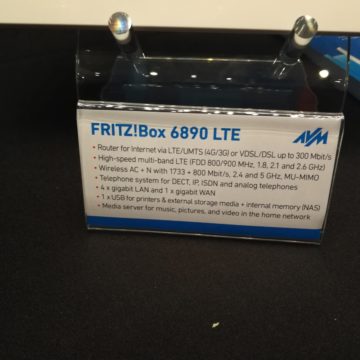 FRITZ!Box 6890 LTE
AVM
• Router for Internet via LTE/UMTS (4G/3G) or VDSL/DSL up to 300 Mbit/s
• High-speed multi-band LTE (FDD 800/900 MHz, 1.8, 2.1 and 2.6 GHz)
• Wireless AC + N with 1733 + 800 Mbit/s, 2.4 and 5 GHz, MU-MIMO
• Telephone system for DECT, IP, ISDN and analog telephones
• 4 x gigabit LAN and 1 x gigabit WAN
• 1 x USB for printers & external storage media + internal memory (NAS)
• Media server for music, pictures, and video in the home network